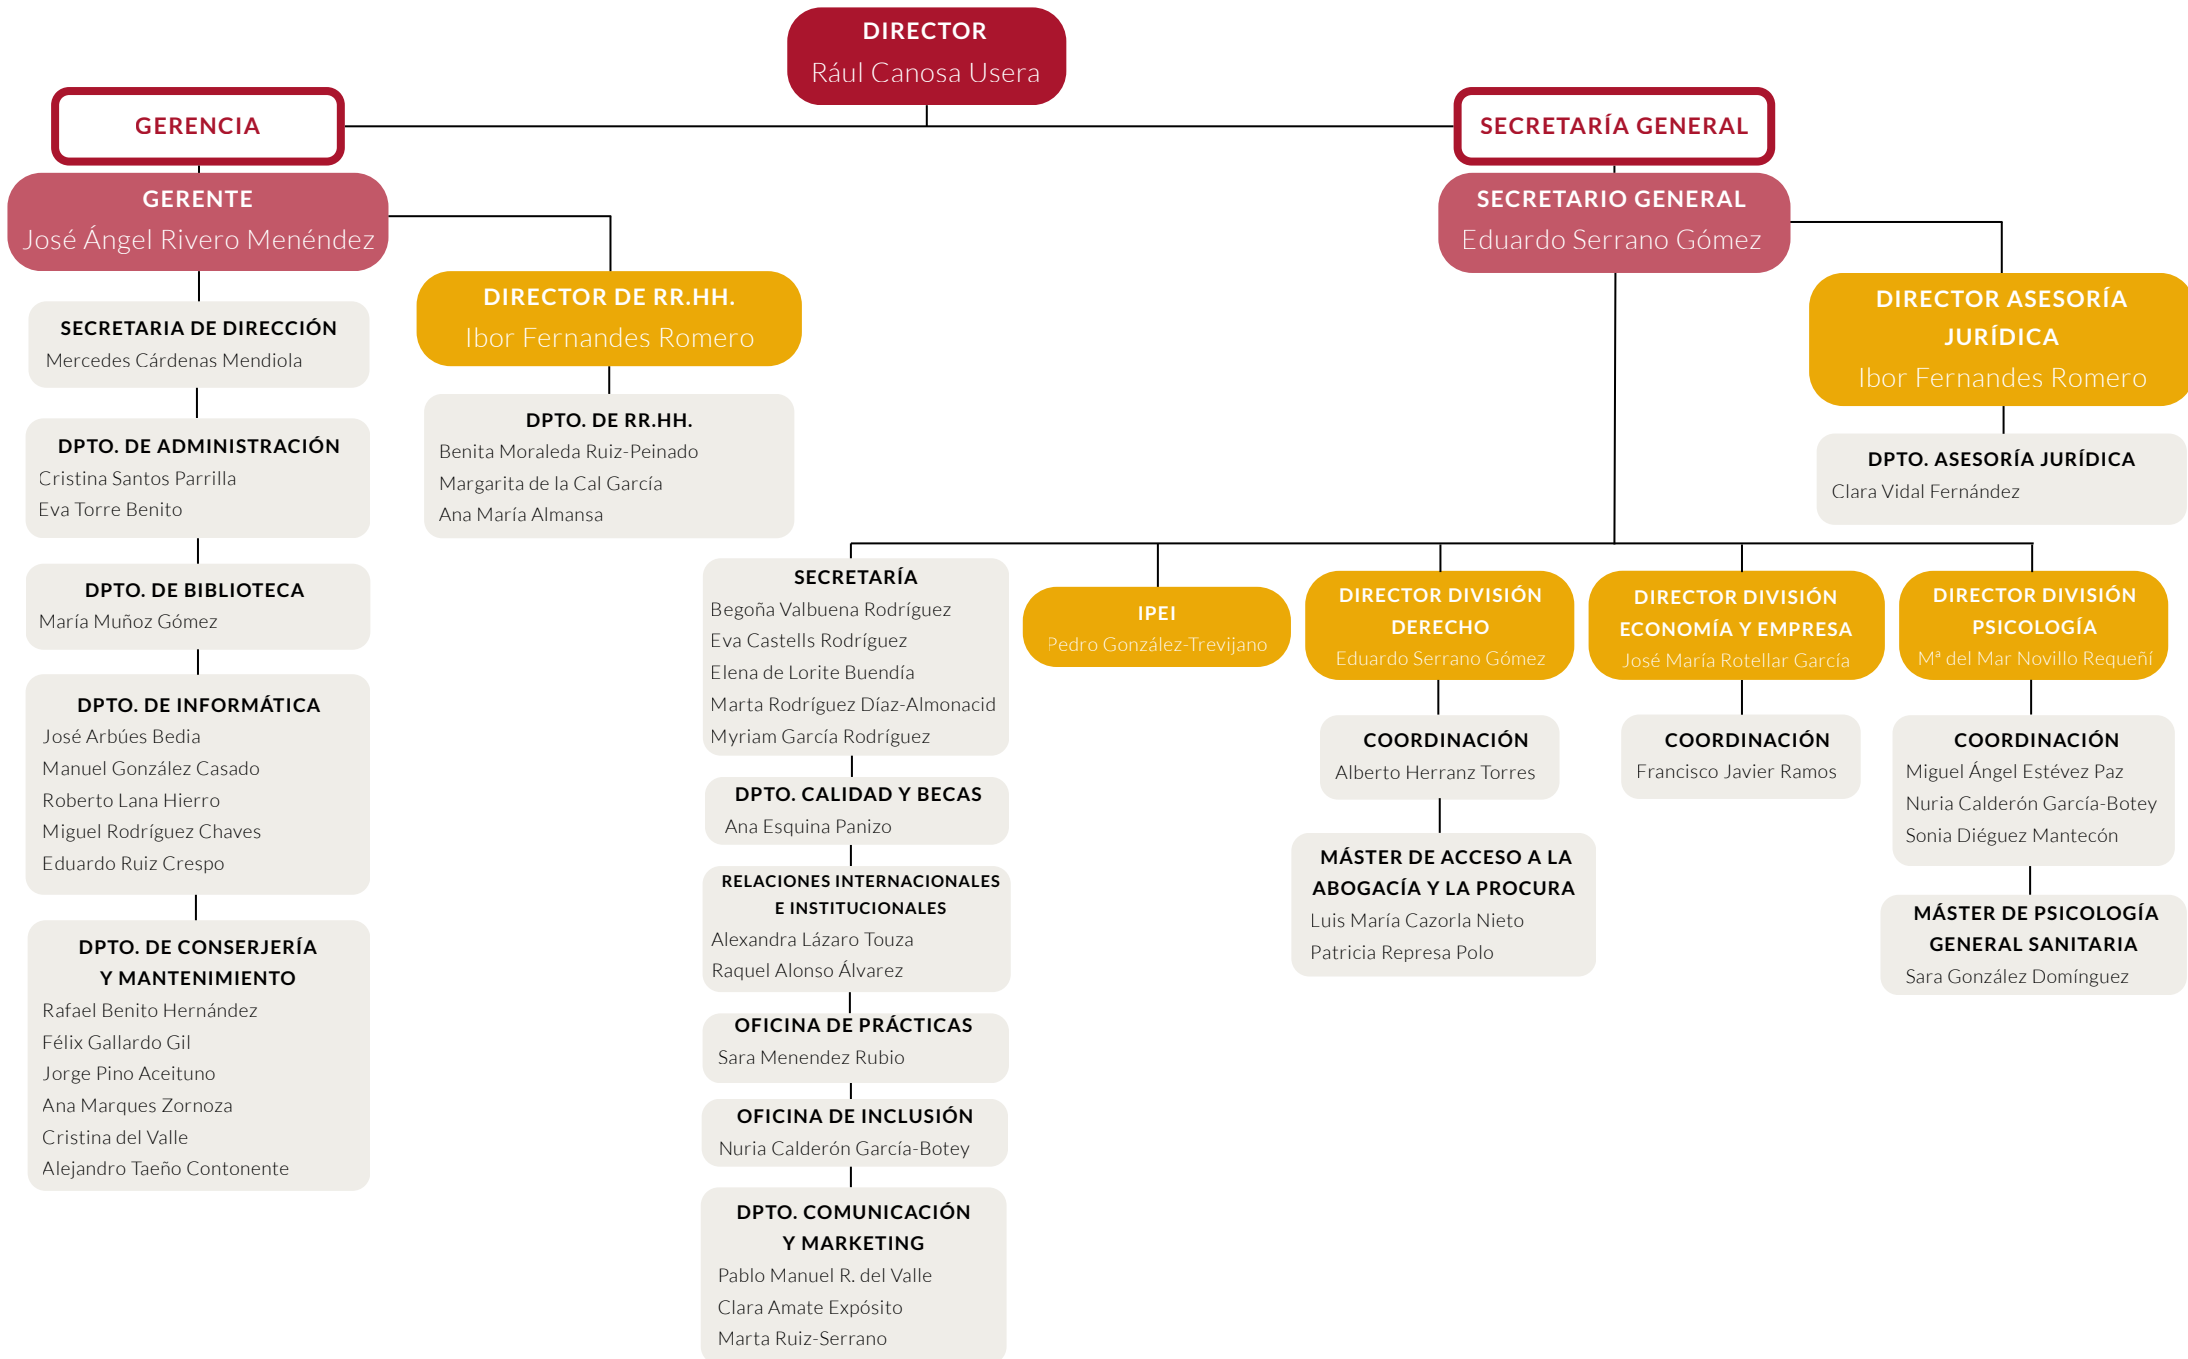 DIRECTOR
Rául Canosa Usera
GERENCIA
SECRETARÍA GENERAL
GERENTE
José Ángel Rivero Menéndez
SECRETARIO GENERAL
Eduardo Serrano Gómez
DIRECTOR DE RR.HH.
Ibor Fernandes Romero
DIRECTOR ASESORÍA
JURÍDICA
Ibor Fernandes Romero
SECRETARIA DE DIRECCIÓN
Mercedes Cárdenas Mendiola
DPTO. DE ADMINISTRACIÓN
Cristina Santos Parrilla
Eva Torre Benito
DPTO. DE BIBLIOTECA
María Muñoz Gómez
DPTO. DE INFORMÁTICA
José Arbúes Bedia
Manuel González Casado
Roberto Lana Hierro
Miguel Rodríguez Chaves
Eduardo Ruiz Crespo
DPTO. DE CONSERJERÍA
Y MANTENIMIENTO
Rafael Benito Hernández
Félix Gallardo Gil
Jorge Pino Aceituno
Ana Marques Zornoza
Cristina del Valle
Alejandro Taeño Contonente
DPTO. DE RR.HH.
Benita Moraleda Ruiz-Peinado
Margarita de la Cal García
Ana María Almansa
DPTO. ASESORÍA JURÍDICA
Clara Vidal Fernández
SECRETARÍA
Begoña Valbuena Rodríguez
Eva Castells Rodríguez
Elena de Lorite Buendía
Marta Rodríguez Díaz-Almonacid
Myriam García Rodríguez
DPTO. CALIDAD Y BECAS
Ana Esquina Panizo
RELACIONES INTERNACIONALES
E INSTITUCIONALES
Alexandra Lázaro Touza
Raquel Alonso Álvarez
OFICINA DE PRÁCTICAS
Sara Menendez Rubio
OFICINA DE INCLUSIÓN
Nuria Calderón García-Botey
DPTO. COMUNICACIÓN
Y MARKETING
Pablo Manuel R. del Valle
Clara Amate Expósito
Marta Ruiz-Serrano
IPEI
Pedro González-Trevijano
DIRECTOR DIVISIÓN
DERECHO
Eduardo Serrano Gómez
COORDINACIÓN
Alberto Herranz Torres
MÁSTER DE ACCESO A LA
ABOGACÍA Y LA PROCURA
Luis María Cazorla Nieto
Patricia Represa Polo
DIRECTOR DIVISIÓN
ECONOMÍA Y EMPRESA
José María Rotellar García
COORDINACIÓN
Francisco Javier Ramos
DIRECTOR DIVISIÓN
PSICOLOGÍA
Mª del Mar Novillo Requeñí
COORDINACIÓN
Miguel Ángel Estévez Paz
Nuria Calderón García-Botey
Sonia Diéguez Mantecón
MÁSTER DE PSICOLOGÍA
GENERAL SANITARIA
Sara González Domínguez